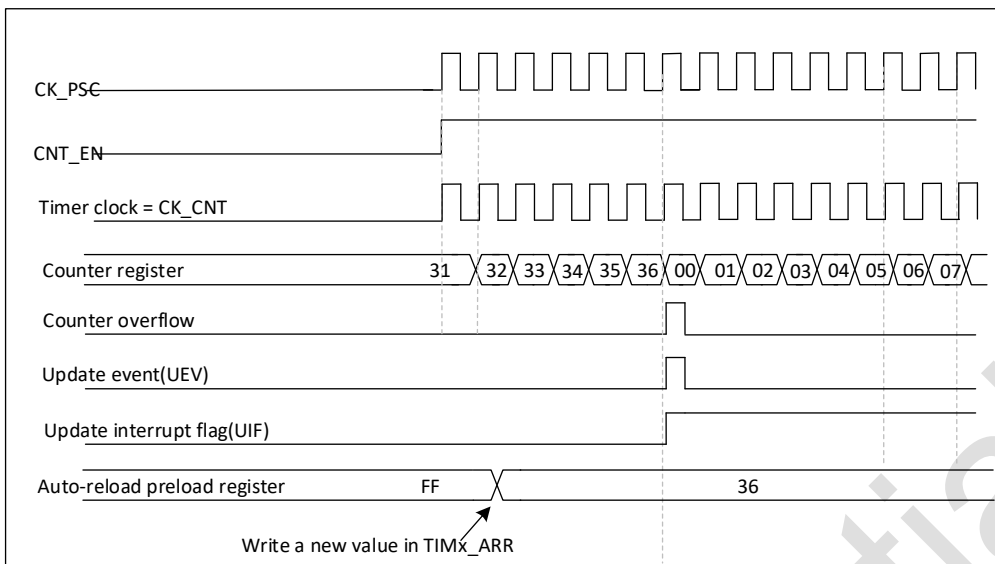 CK_PSC
CNT_EN
Timer clock = CK_CNT
Counter register 31 32 33 34 35 36 00 01 02 03 04 05 06 07
Counter overflow
Update event(UEV)
Update interrupt flag(UIF)
Auto-reload preload register FF 36
Write a new value in TIMx_ARR